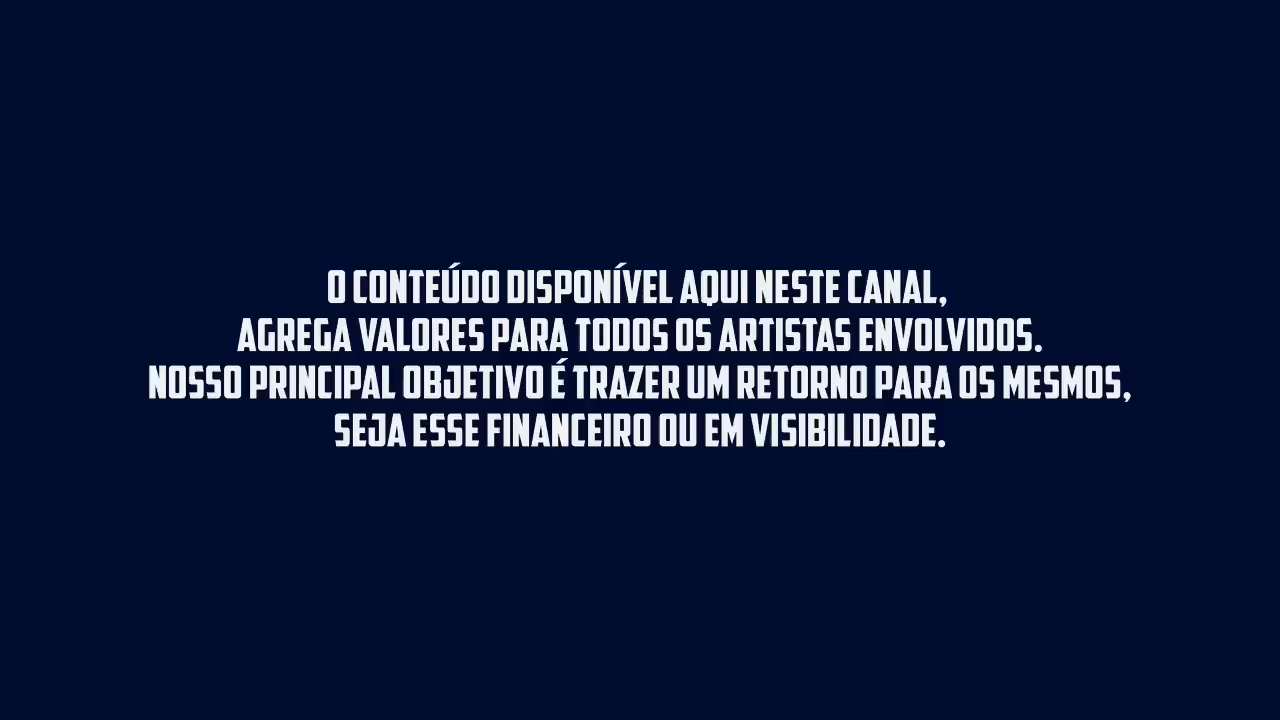 O CONTEÚDO DISPONÍVEL AQUI NESTE CANAL,
AGREGA VALORES PARA TODOS OS ARTISTAS ENVOLVIDOS.
NOSSO PRINCIPAL OBJETIVO É TRAZER UM RETORNO PARA OS MESMOS,
SEJA ESSE FINANCEIRO OU EM VISIBILIDADE.